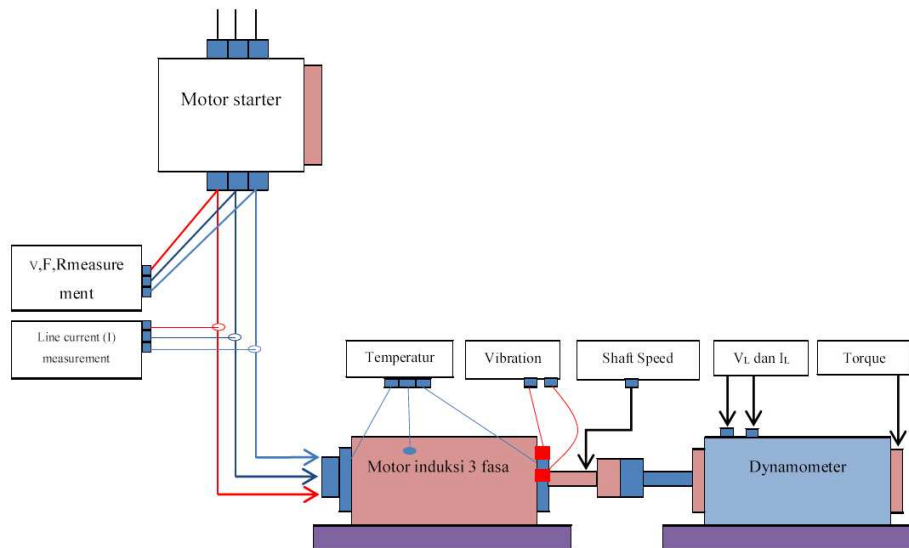 Motor starter
V,F,Rmeasure
ment
Line current (I)
measurement
Temperatur
Vibration
Shaft Speed
VL dan IL
Torque
Motor induksi 3 fasa
Dynamometer